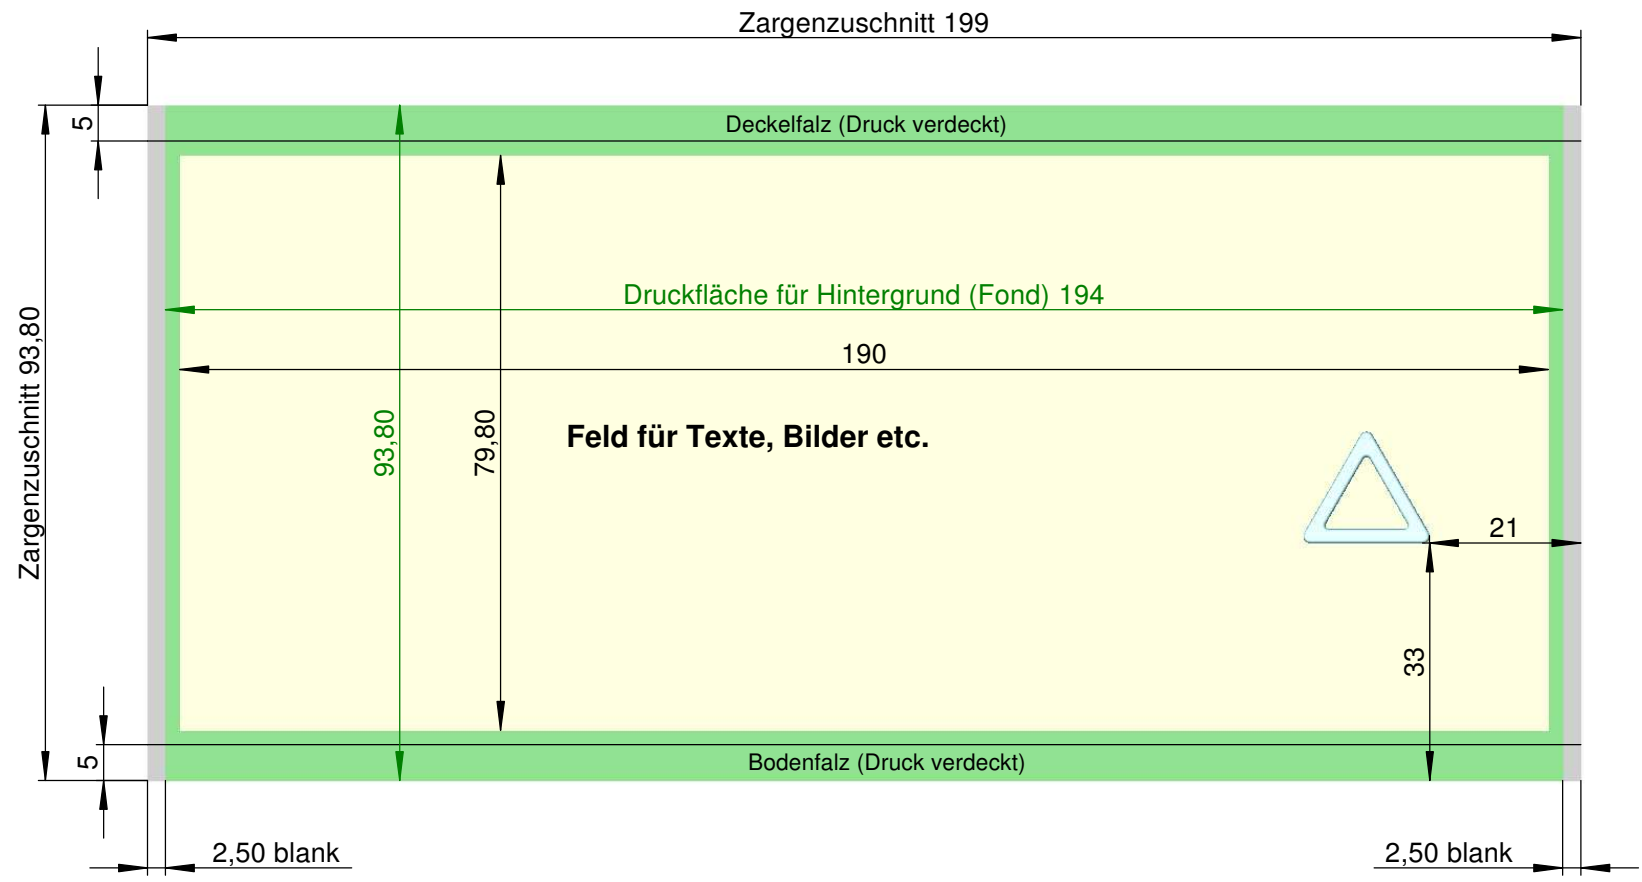 Zargenzuschnitt 199
5
Deckelfalz (Druck verdeckt)
Druckfläche für Hintergrund (Fond) 194
190
Zargenzuschnitt 93,80
93,80
79,80
Feld für Texte, Bilder etc.
21
33
5
Bodenfalz (Druck verdeckt)
2,50 blank
2,50 blank